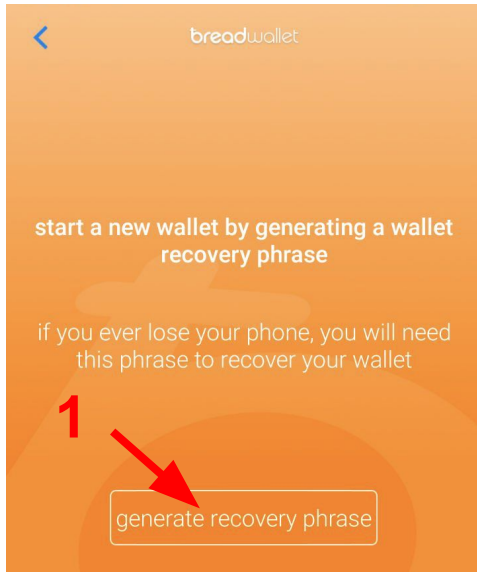 breadwallet
start a new wallet by generating a wallet
recovery phrase
if you ever lose your phone, you will need
this phrase to recover your wallet
1
generate recovery phrase